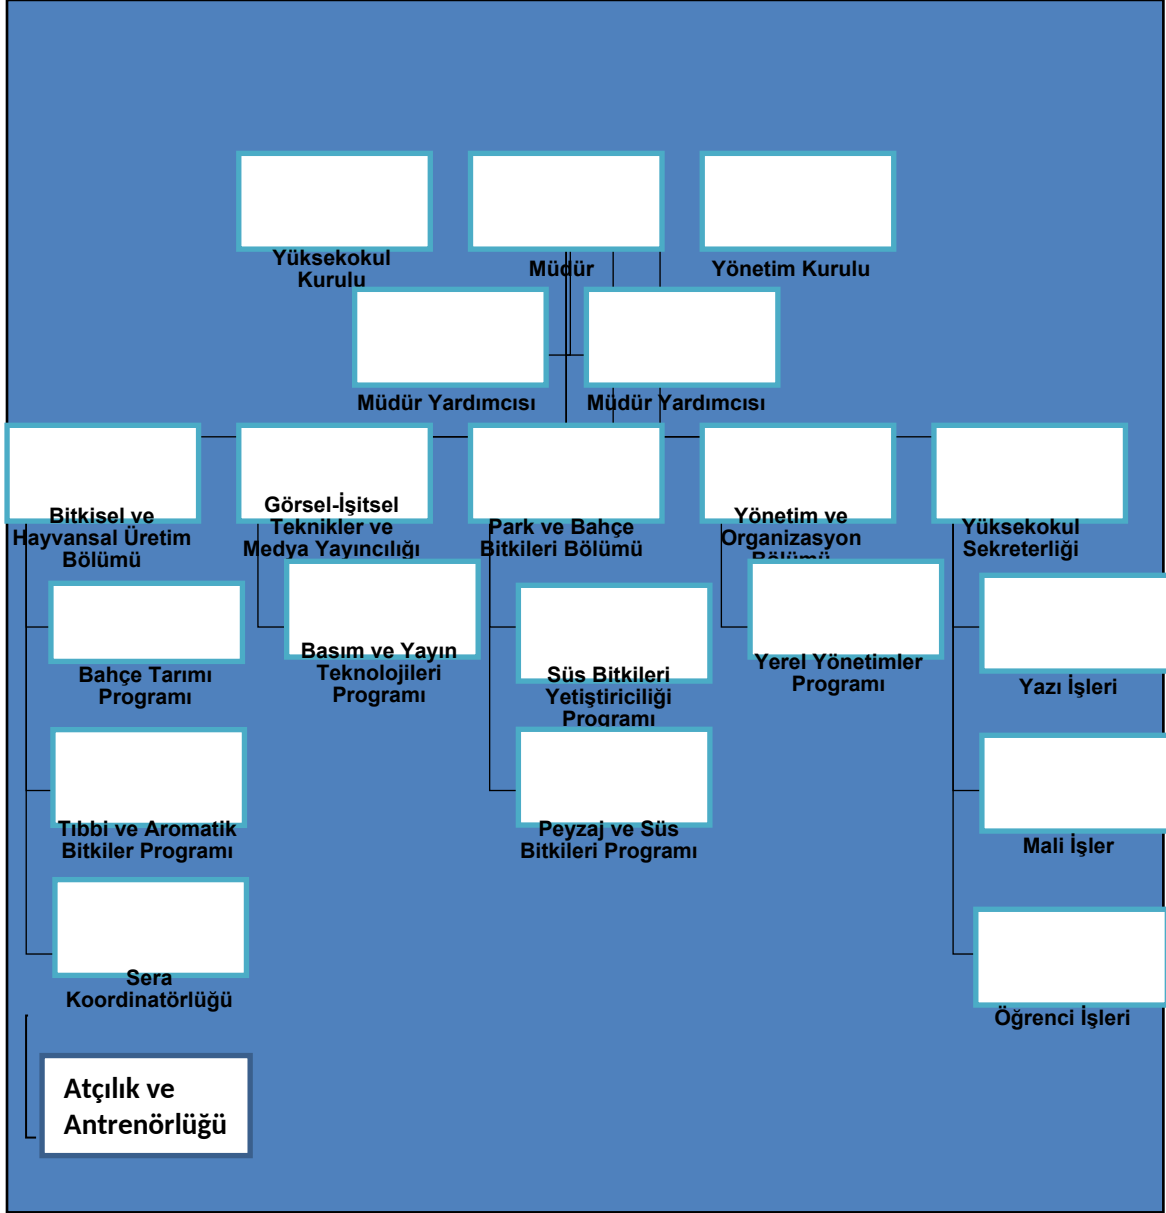 Yüksekokul
Kurulu
Müdür
Yönetim Kurulu
Müdür Yardımcısı
Müdür Yardımcısı
Bitkisel ve
Hayvansal Üretim
Bölümü
Görsel-İşitsel
Teknikler ve
Medya Yayıncılığı
Park ve Bahçe
Bitkileri Bölümü
Yönetim ve
Organizasyon
Bölümü
Yüksekokul
Sekreterliği
Bahçe Tarımı
Programı
Basım ve Yayın
Teknolojileri
Programı
Süs Bitkileri
Yetiştiriciliği
Programı
Yerel Yönetimler
Programı
Yazı İşleri
Tıbbi ve Aromatik
Bitkiler Programı
Peyzaj ve Süs
Bitkileri Programı
Mali İşler
Sera
Koordinatörlüğü
Öğrenci İşleri
Atçılık ve
Antrenörlüğü